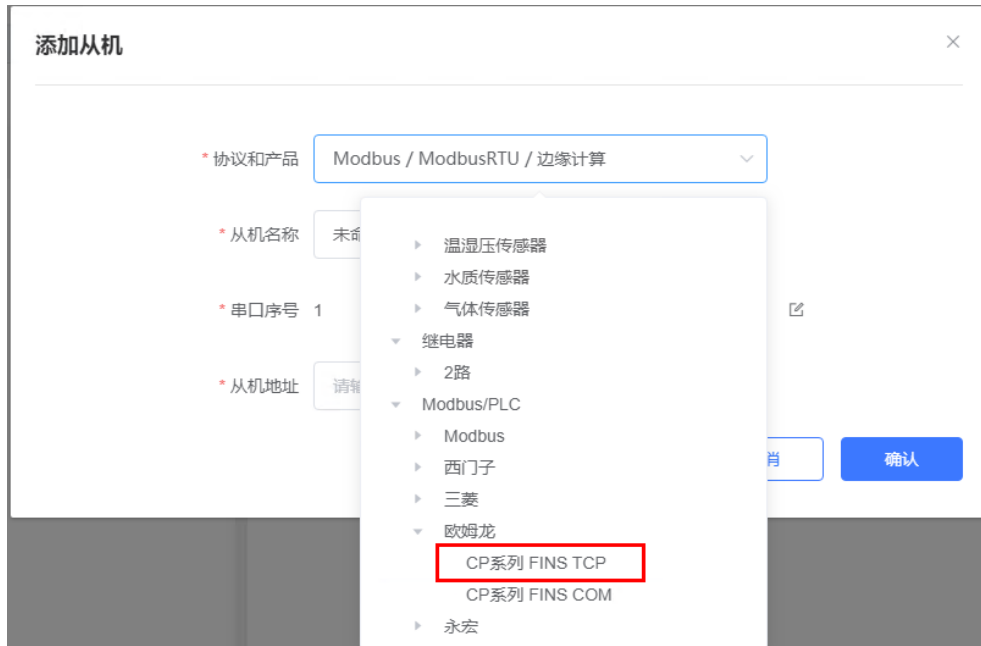 添加从机
* 协议和产品 Modbus / ModbusRTU / 边缘计算
* 从机名称 未命
温湿压传感器
水质传感器
气体传感器
* 串口序号 1
继电器
2路
* 从机地址 请输
Modbus/PLC
Modbus
西门子
三菱
欧姆龙
CP系列 FINS TCP
CP系列 FINS COM
永宏
消 确认